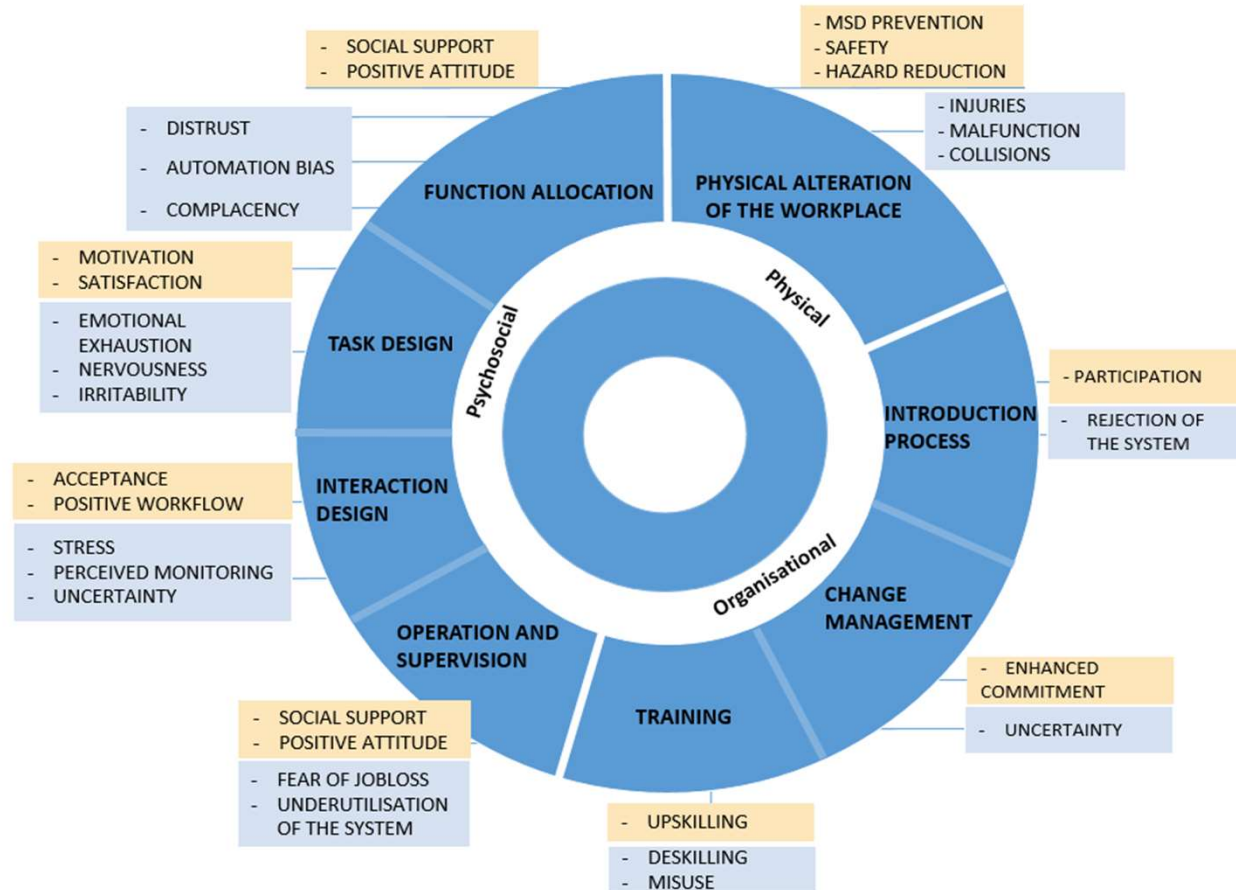 - SOCIAL SUPPORT
- POSITIVE ATTITUDE
- MSD PREVENTION
- SAFETY
- HAZARD REDUCTION
- DISTRUST
- AUTOMATION BIAS
- COMPLACENCY
- INJURIES
- MALFUNCTION
- COLLISIONS
FUNCTION ALLOCATION
PHYSICAL ALTERATION
OF THE WORKPLACE
- MOTIVATION
- SATISFACTION
- EMOTIONAL
EXHAUSTION
- NERVOUSNESS
- IRRITABILITY
TASK DESIGN
Psychosocial
Physical
- PARTICIPATION
- REJECTION OF
THE SYSTEM
INTRODUCTION
PROCESS
- ACCEPTANCE
- POSITIVE WORKFLOW
- STRESS
- PERCEIVED MONITORING
- UNCERTAINTY
INTERACTION
DESIGN
Organisational
CHANGE
MANAGEMENT
OPERATION AND
SUPERVISION
TRAINING
- ENHANCED
COMMITMENT
- UNCERTAINTY
- SOCIAL SUPPORT
- POSITIVE ATTITUDE
- FEAR OF JOBLOSS
- UNDERUTILISATION
OF THE SYSTEM
- UPSKILLING
- DESKILLING
- MISUSE